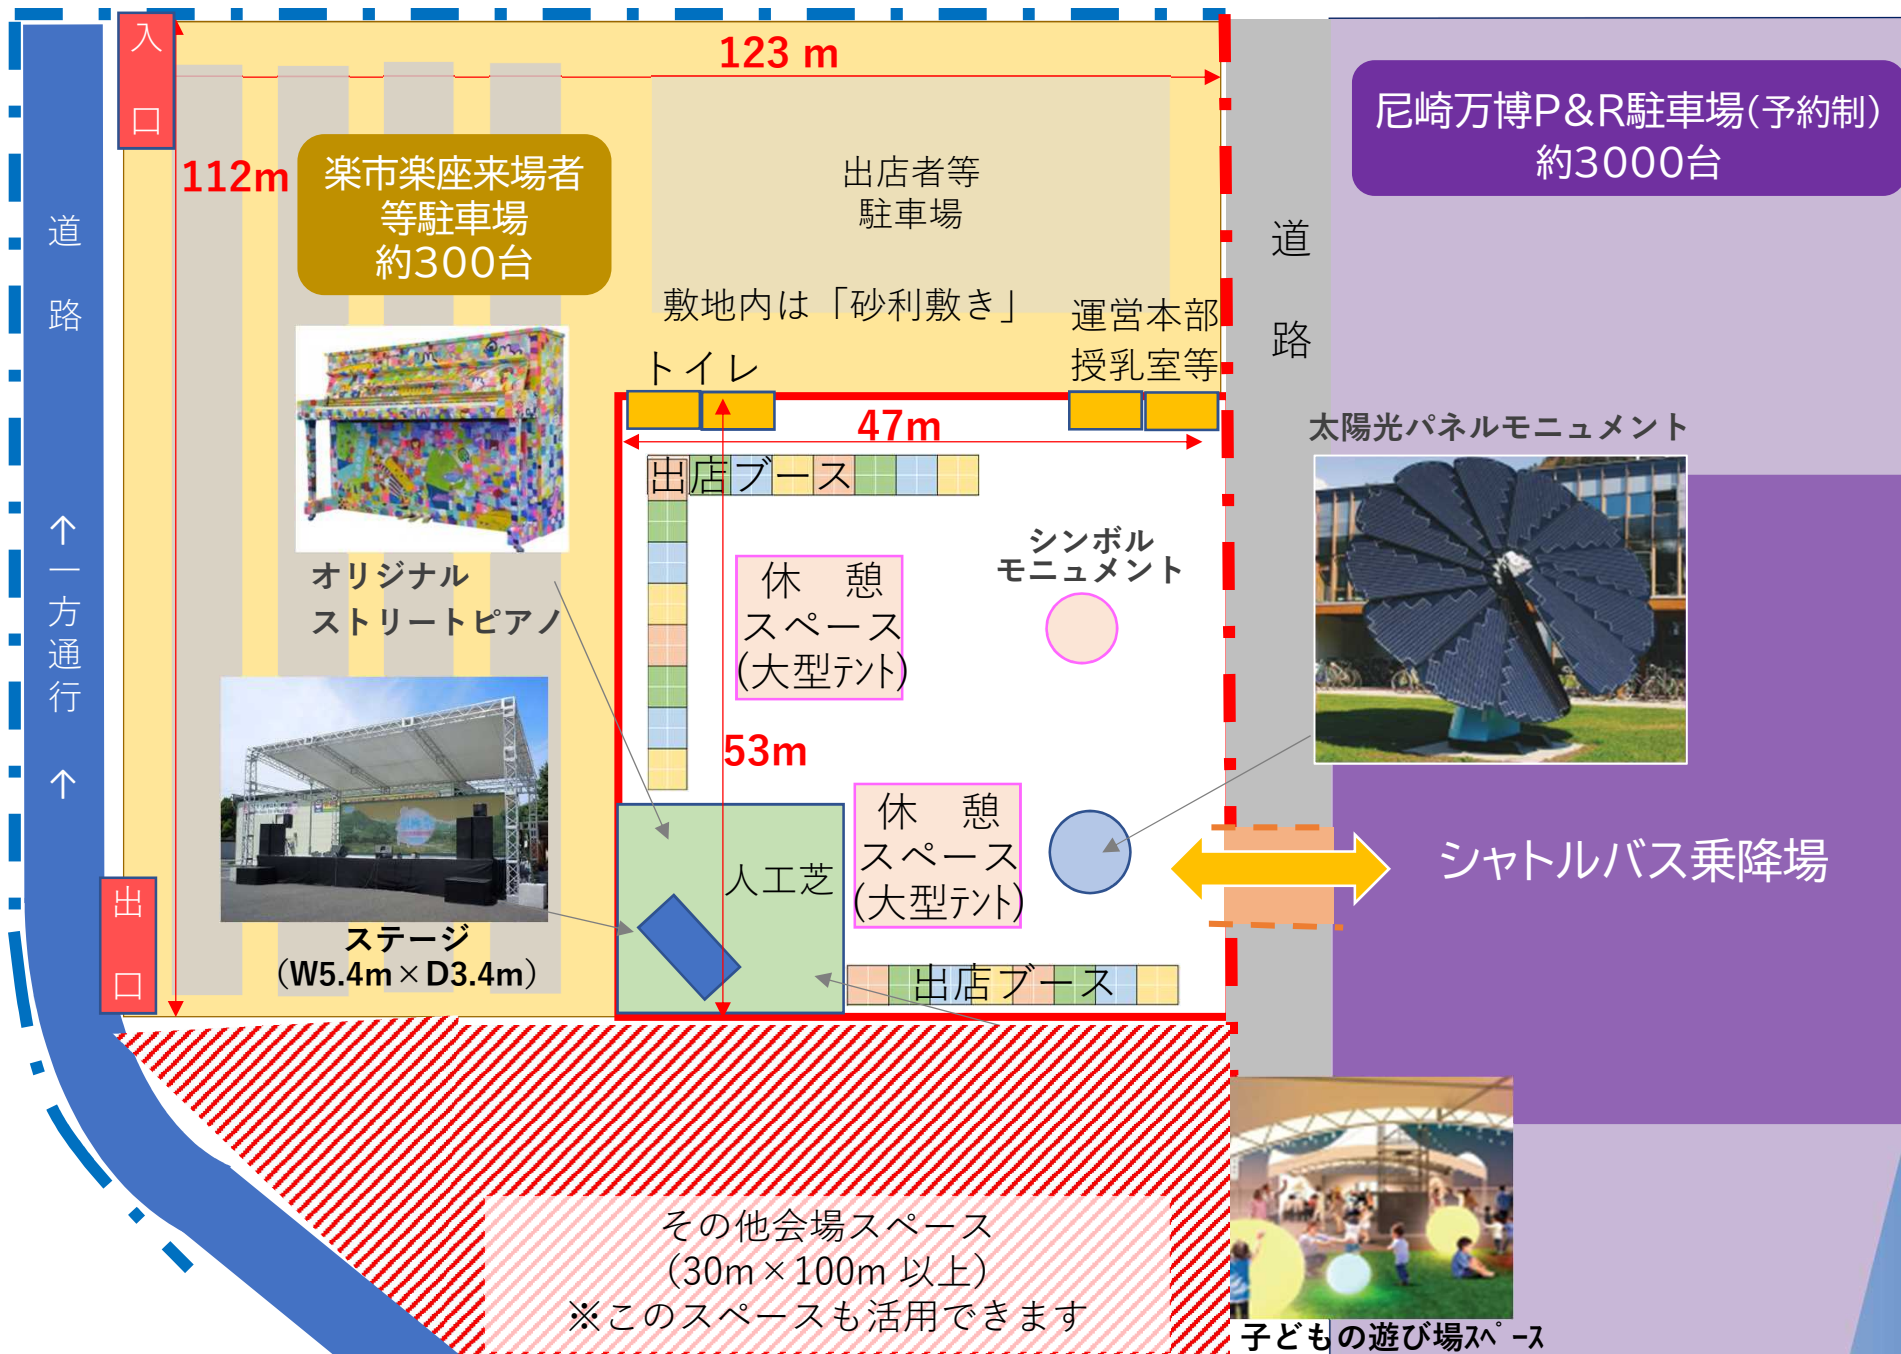 入口
123 m
尼崎万博P&R駐車場(予約制)
約3000台
112m
楽市楽座来場者
等駐車場
約300台
出店者等
駐車場
道路
道路
敷地内は「砂利敷き」
運営本部
授乳室等
トイレ
47m
太陽光パネルモニュメント
出店ブース
シンボル
モニュメント
休憩
スペース
(大型テント)
オリジナル
ストリートピアノ
↑一方通行↑
53m
休憩
スペース
(大型テント)
人工芝
シャトルバス乗降場
出口
ステージ
(W5.4m×D3.4m)
出店ブース
その他会場スペース
(30m×100m 以上)
※このスペースも活用できます
子どもの遊び場スペース